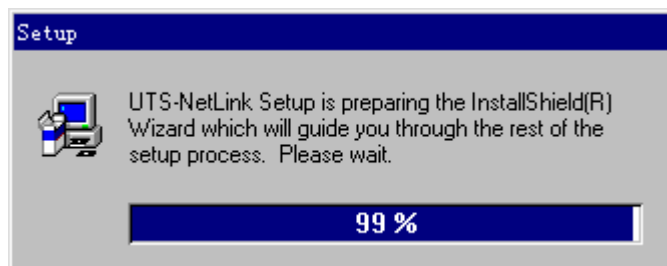 Setup
UTS-NetLink Setup is preparing the InstallShield(R)
Wizard which will guide you through the rest of the
setup process.  Please wait.
99 %